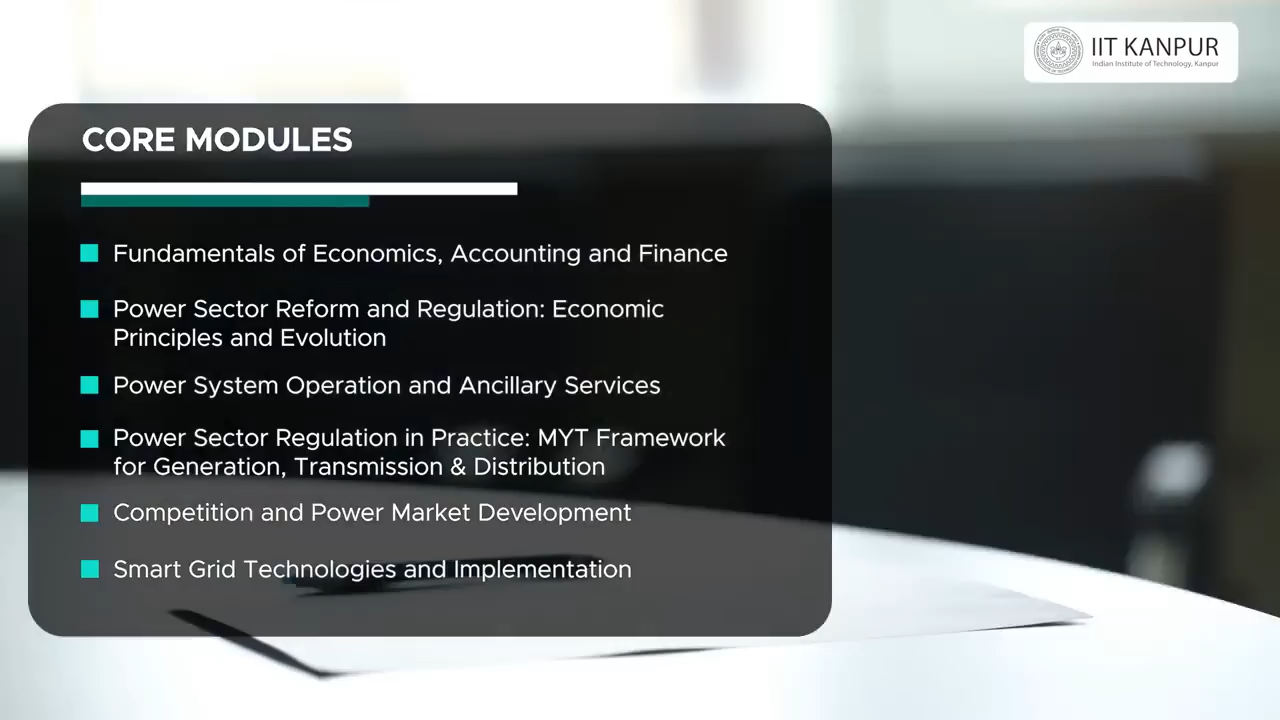 IIT KANPUR
Indian Institute of Technology, Kanpur
CORE MODULES
Fundamentals of Economics, Accounting and Finance
Power Sector Reform and Regulation: Economic
Principles and Evolution
Power System Operation and Ancillary Services
Power Sector Regulation in Practice: MYT Framework
for Generation, Transmission & Distribution
Competition and Power Market Development
Smart Grid Technologies and Implementation